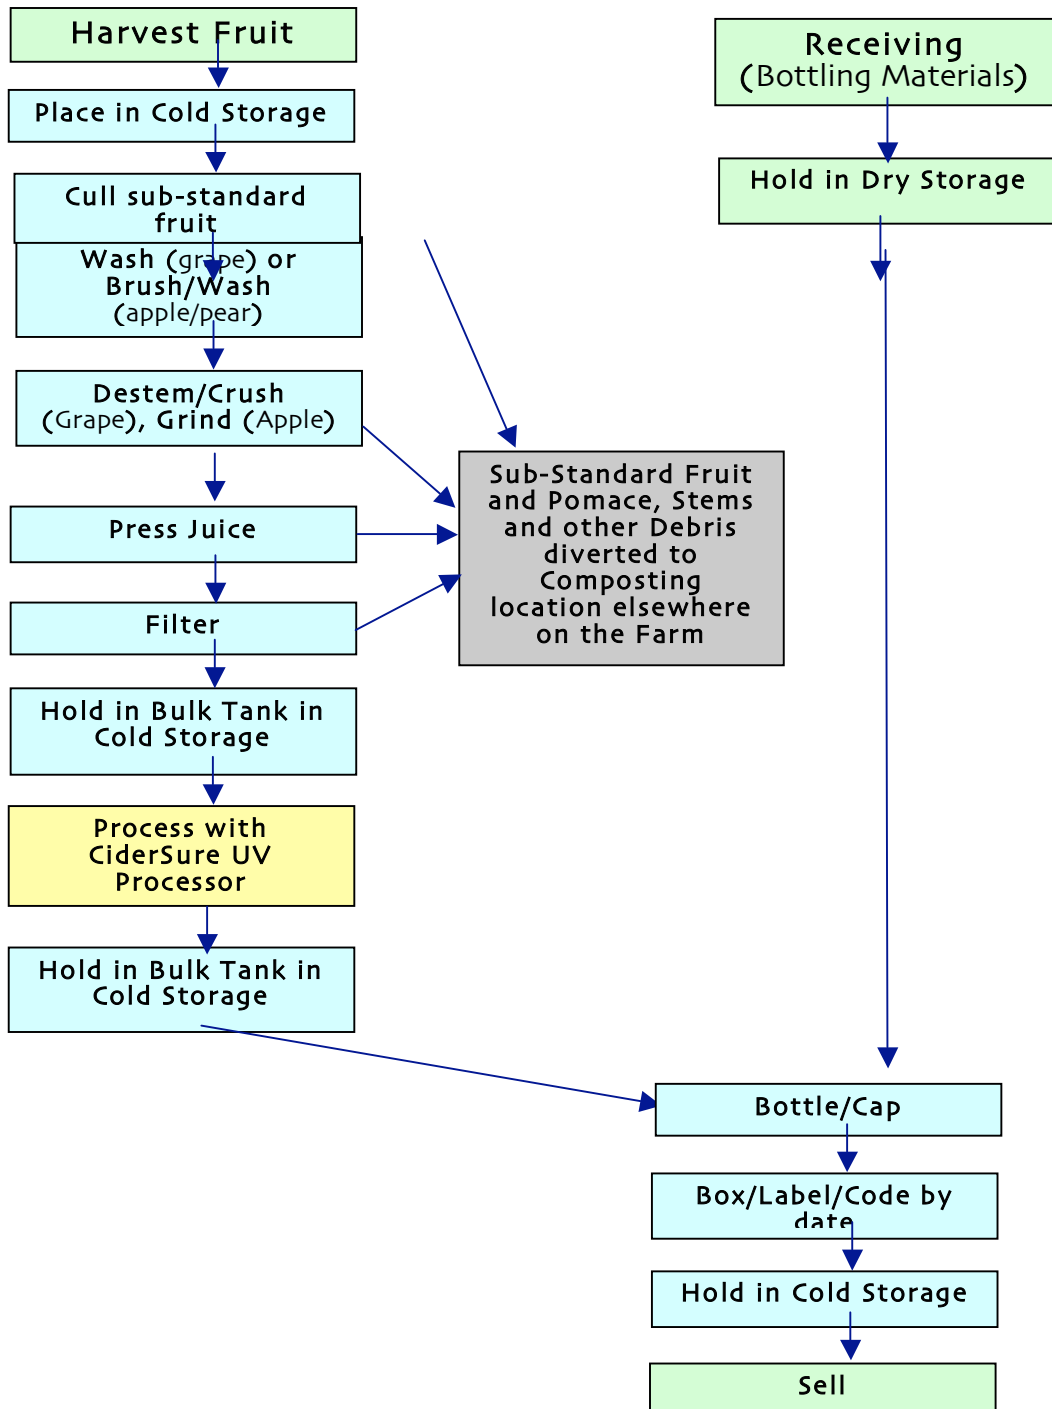 Harvest Fruit
Place in Cold Storage
Cull sub-standard
fruit
Wash (grape) or
Brush/Wash
(apple/pear)
Destem/Crush
(Grape), Grind (Apple)
Press Juice
Filter
Hold in Bulk Tank in
Cold Storage
Process with
CiderSure UV
Processor
Hold in Bulk Tank in
Cold Storage
Sub-Standard Fruit
and Pomace, Stems
and other Debris
diverted to
Composting
location elsewhere
on the Farm
Receiving
(Bottling Materials)
Hold in Dry Storage
Bottle/Cap
Box/Label/Code by
date
Hold in Cold Storage
Sell